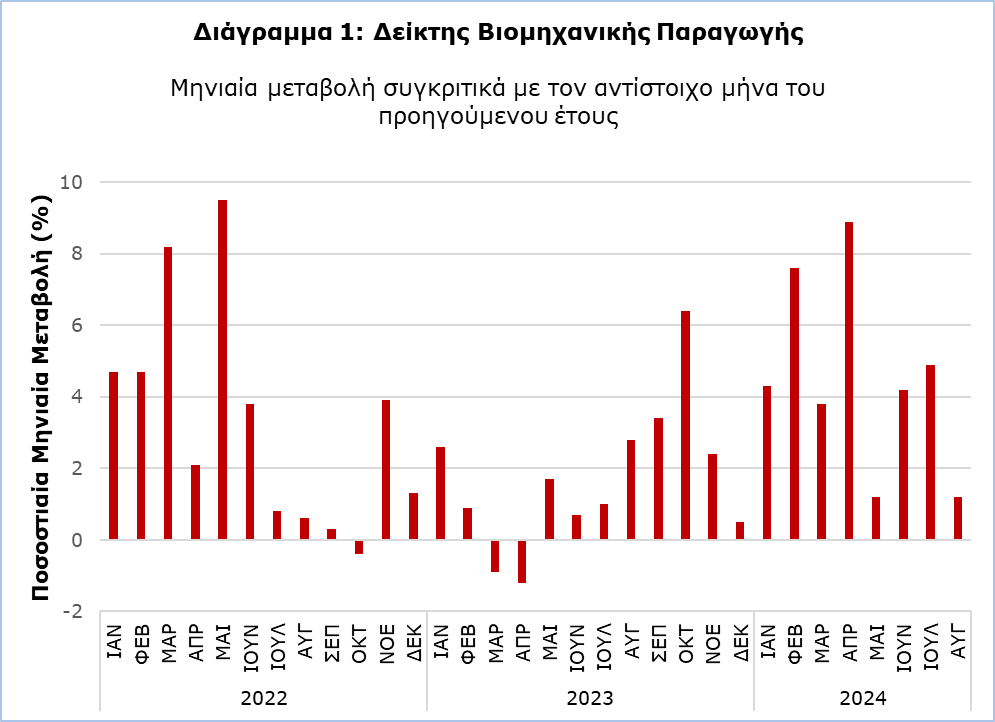 Διάγραμμα 1: Δείκτης Βιομηχανικής Παραγωγής
Μηνιαία μεταβολή συγκριτικά με τον αντίστοιχο μήνα του
προηγούμενου έτους
Ποσοστιαία Μηνιαία Μεταβολή (%)
10
8
6
4
2
0
-2
ΙΑΝ ΦΕΒ ΜΑΡ ΑΠΡ ΜΑΙ ΙΟΥΝ ΙΟΥΛ ΑΥΓ ΣΕΠ ΟΚΤ ΝΟΕ ΔΕΚ ΙΑΝ ΦΕΒ ΜΑΡ ΑΠΡ ΜΑΙ ΙΟΥΝ ΙΟΥΛ ΑΥΓ ΣΕΠ ΟΚΤ ΝΟΕ ΔΕΚ ΙΑΝ ΦΕΒ ΜΑΡ ΑΠΡ ΜΑΙ ΙΟΥΝ ΙΟΥΛ ΑΥΓ
2022 2023 2024